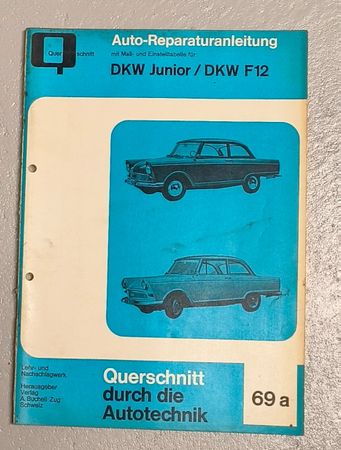 Querschnitt
Auto-Reparaturanleitung
mit Maß- und Einstelltabelle für
DKW Junior / DKW F12
Lehr- und
Nachschlagwerk
Herausgeber
Verlag
A. Bucheli Zug
Schweiz
Querschnitt
durch die
Autotechnik
69 a